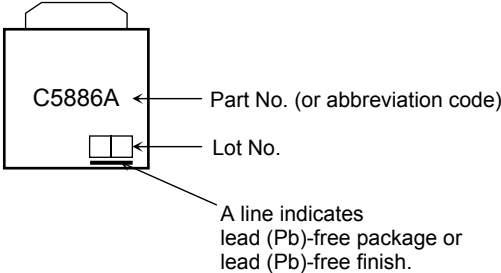 C5886A
Part No. (or abbreviation code)
Lot No.
A line indicates
lead (Pb)-free package or
lead (Pb)-free finish.